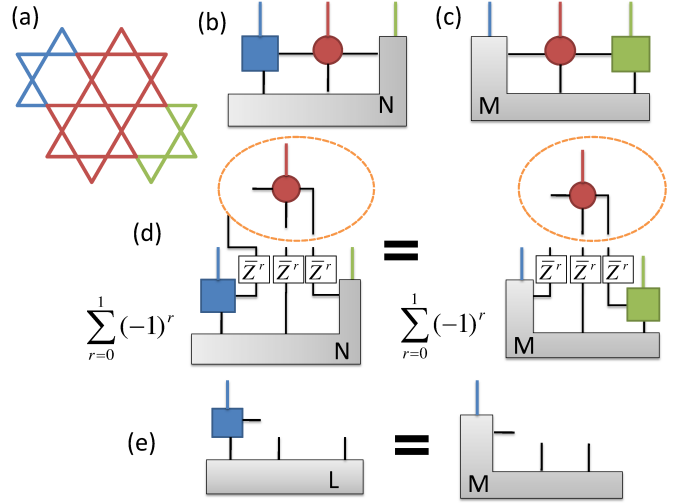 (a)
(b)
N
(c)
M
(d)
1
∑ (−1)^r
r=0
Z̅^r Z̅^r Z̅^r
N
=
1
∑ (−1)^r
r=0
Z̅^r Z̅^r Z̅^r
M
(e)
L
=
M